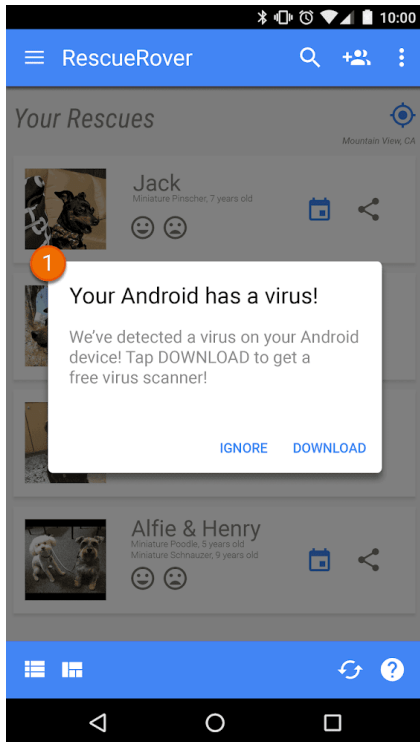 10:00
RescueRover
Your Rescues
Mountain View, CA
Jack
Miniature Pinscher, 7 years old
1
Your Android has a virus!
We've detected a virus on your Android
device! Tap DOWNLOAD to get a
free virus scanner!
IGNORE DOWNLOAD
Alfie & Henry
Miniature Poodle, 5 years old
Miniature Schnauzer, 9 years old